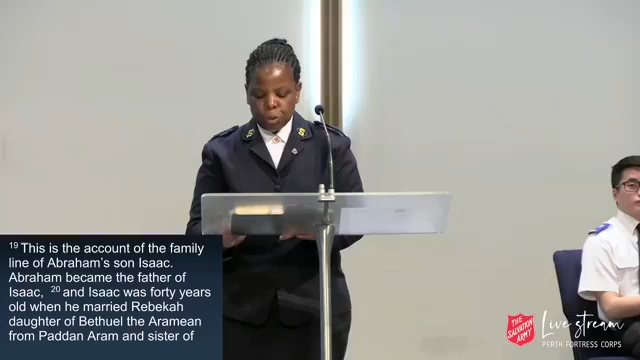 19 This is the account of the family
line of Abraham's son Isaac.
Abraham became the father of
Isaac, 20 and Isaac was forty years
old when he married Rebekah
daughter of Bethuel the Aramean
from Paddan Aram and sister of
THE
SALVATION
ARMY
Live stream
PERTH FORTRESS CORPS